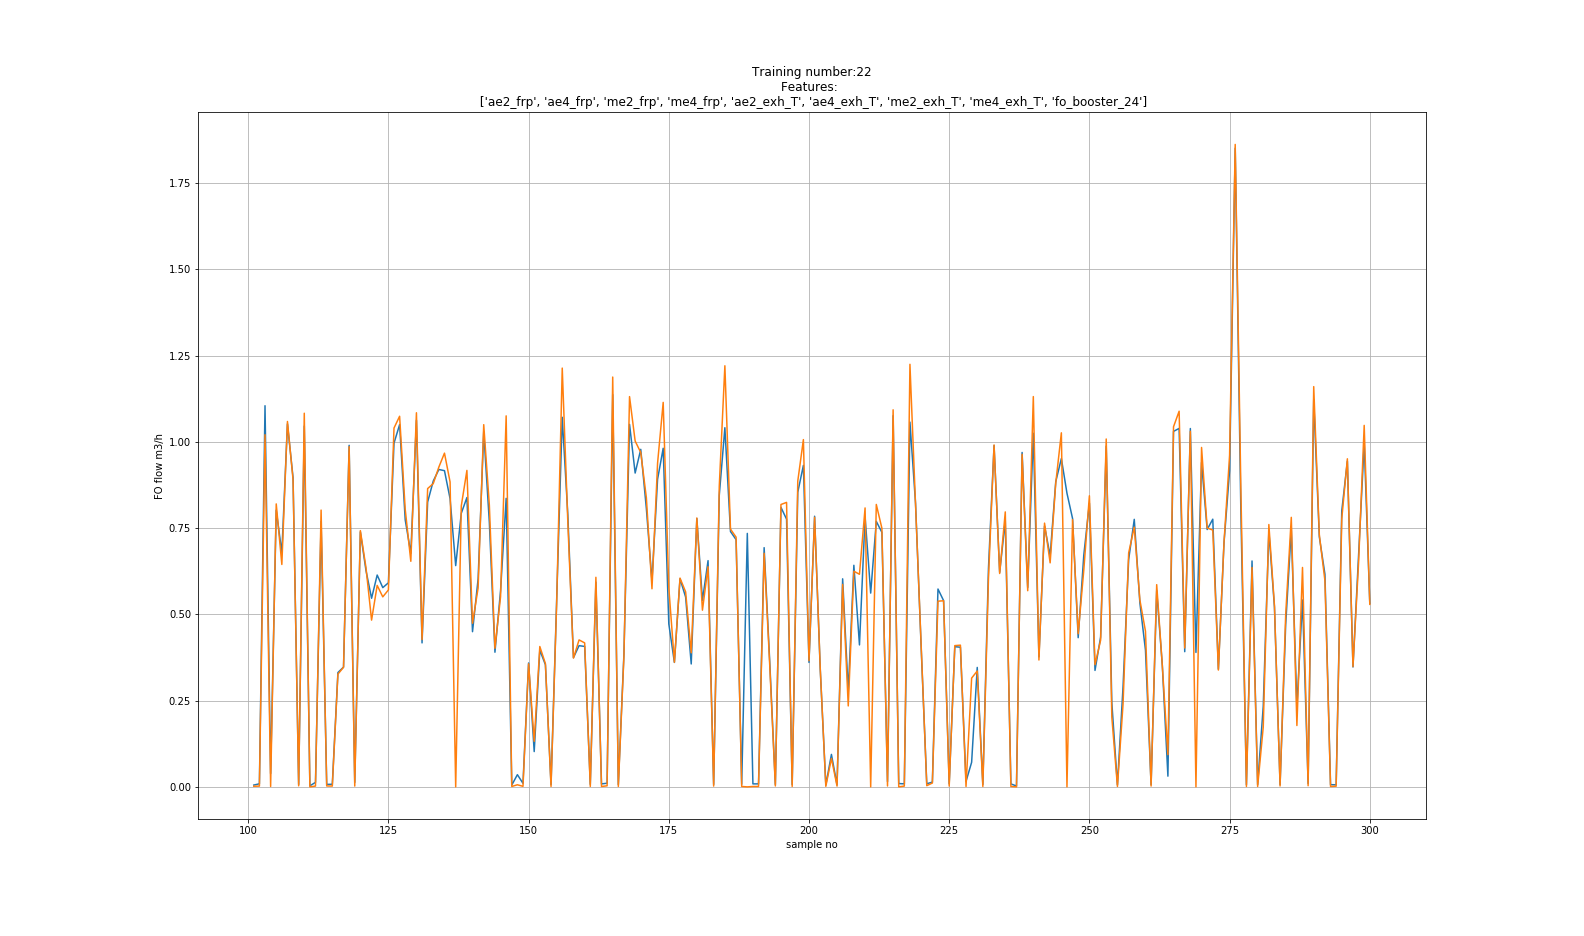 Training number:22
Features:
['ae2_frp', 'ae4_frp', 'me2_frp', 'me4_frp', 'ae2_exh_T', 'ae4_exh_T', 'me2_exh_T', 'me4_exh_T', 'fo_booster_24']
FO flow m3/h
1.75
1.50
1.25
1.00
0.75
0.50
0.25
0.00
100 125 150 175 200 225 250 275 300
sample no